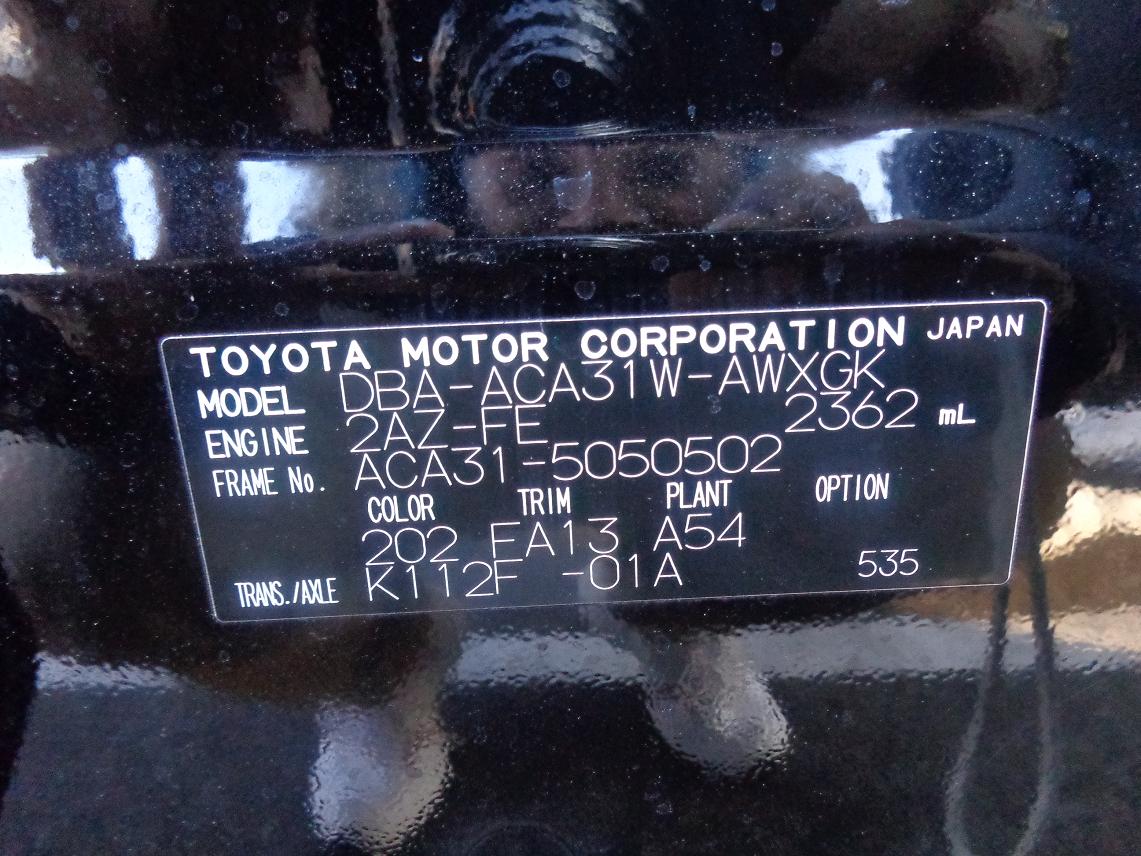 TOYOTA MOTOR CORPORATION JAPAN
MODEL DBA-ACA31W-AWXGK
ENGINE 2AZ-FE 2362 mL
FRAME No. ACA31-5050502
COLOR TRIM PLANT OPTION
202 FA13 A54
TRANS./AXLE K112F -01A 535